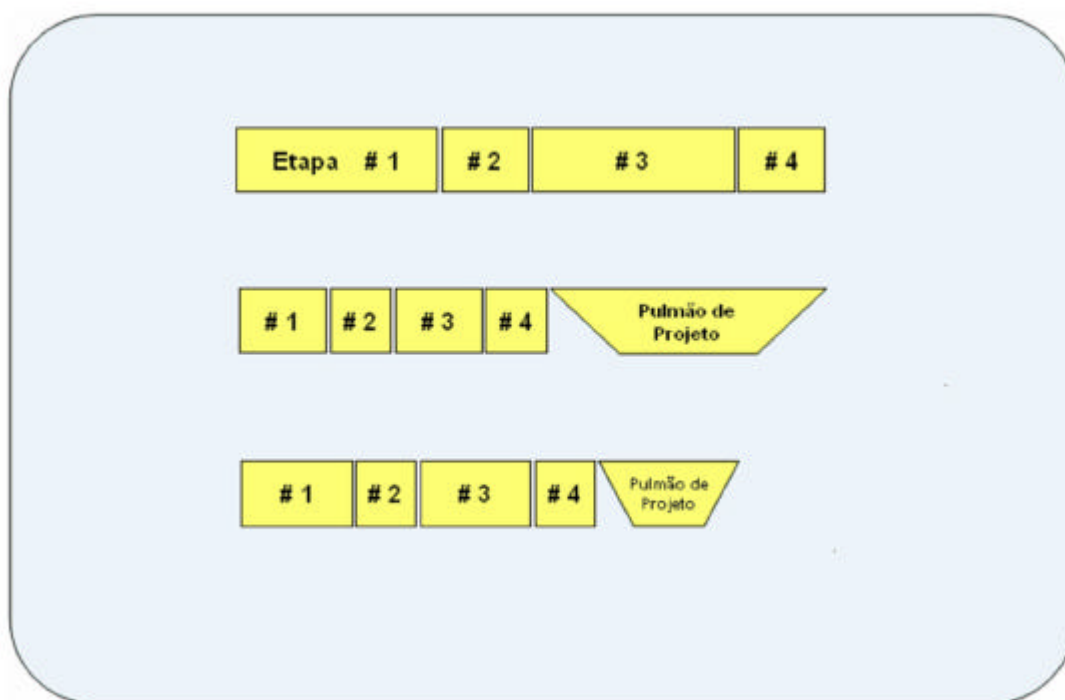 Etapa # 1 # 2 # 3 # 4
# 1 # 2 # 3 # 4 Pulmão de
Projeto
# 1 # 2 # 3 # 4 Pulmão de
Projeto